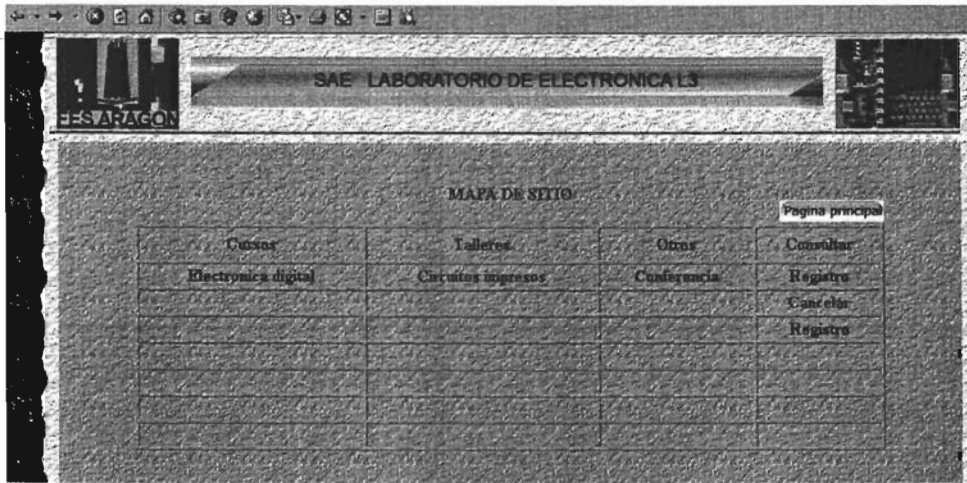 SAE LABORATORIO DE ELECTRONICA L3
FES ARAGON
MAPA DE SITIO
Pagina principal
Cursos Talleres Otros Consultar
Electronica digital Circuitos impresos Conferencia Registro
Cancelar
Registro